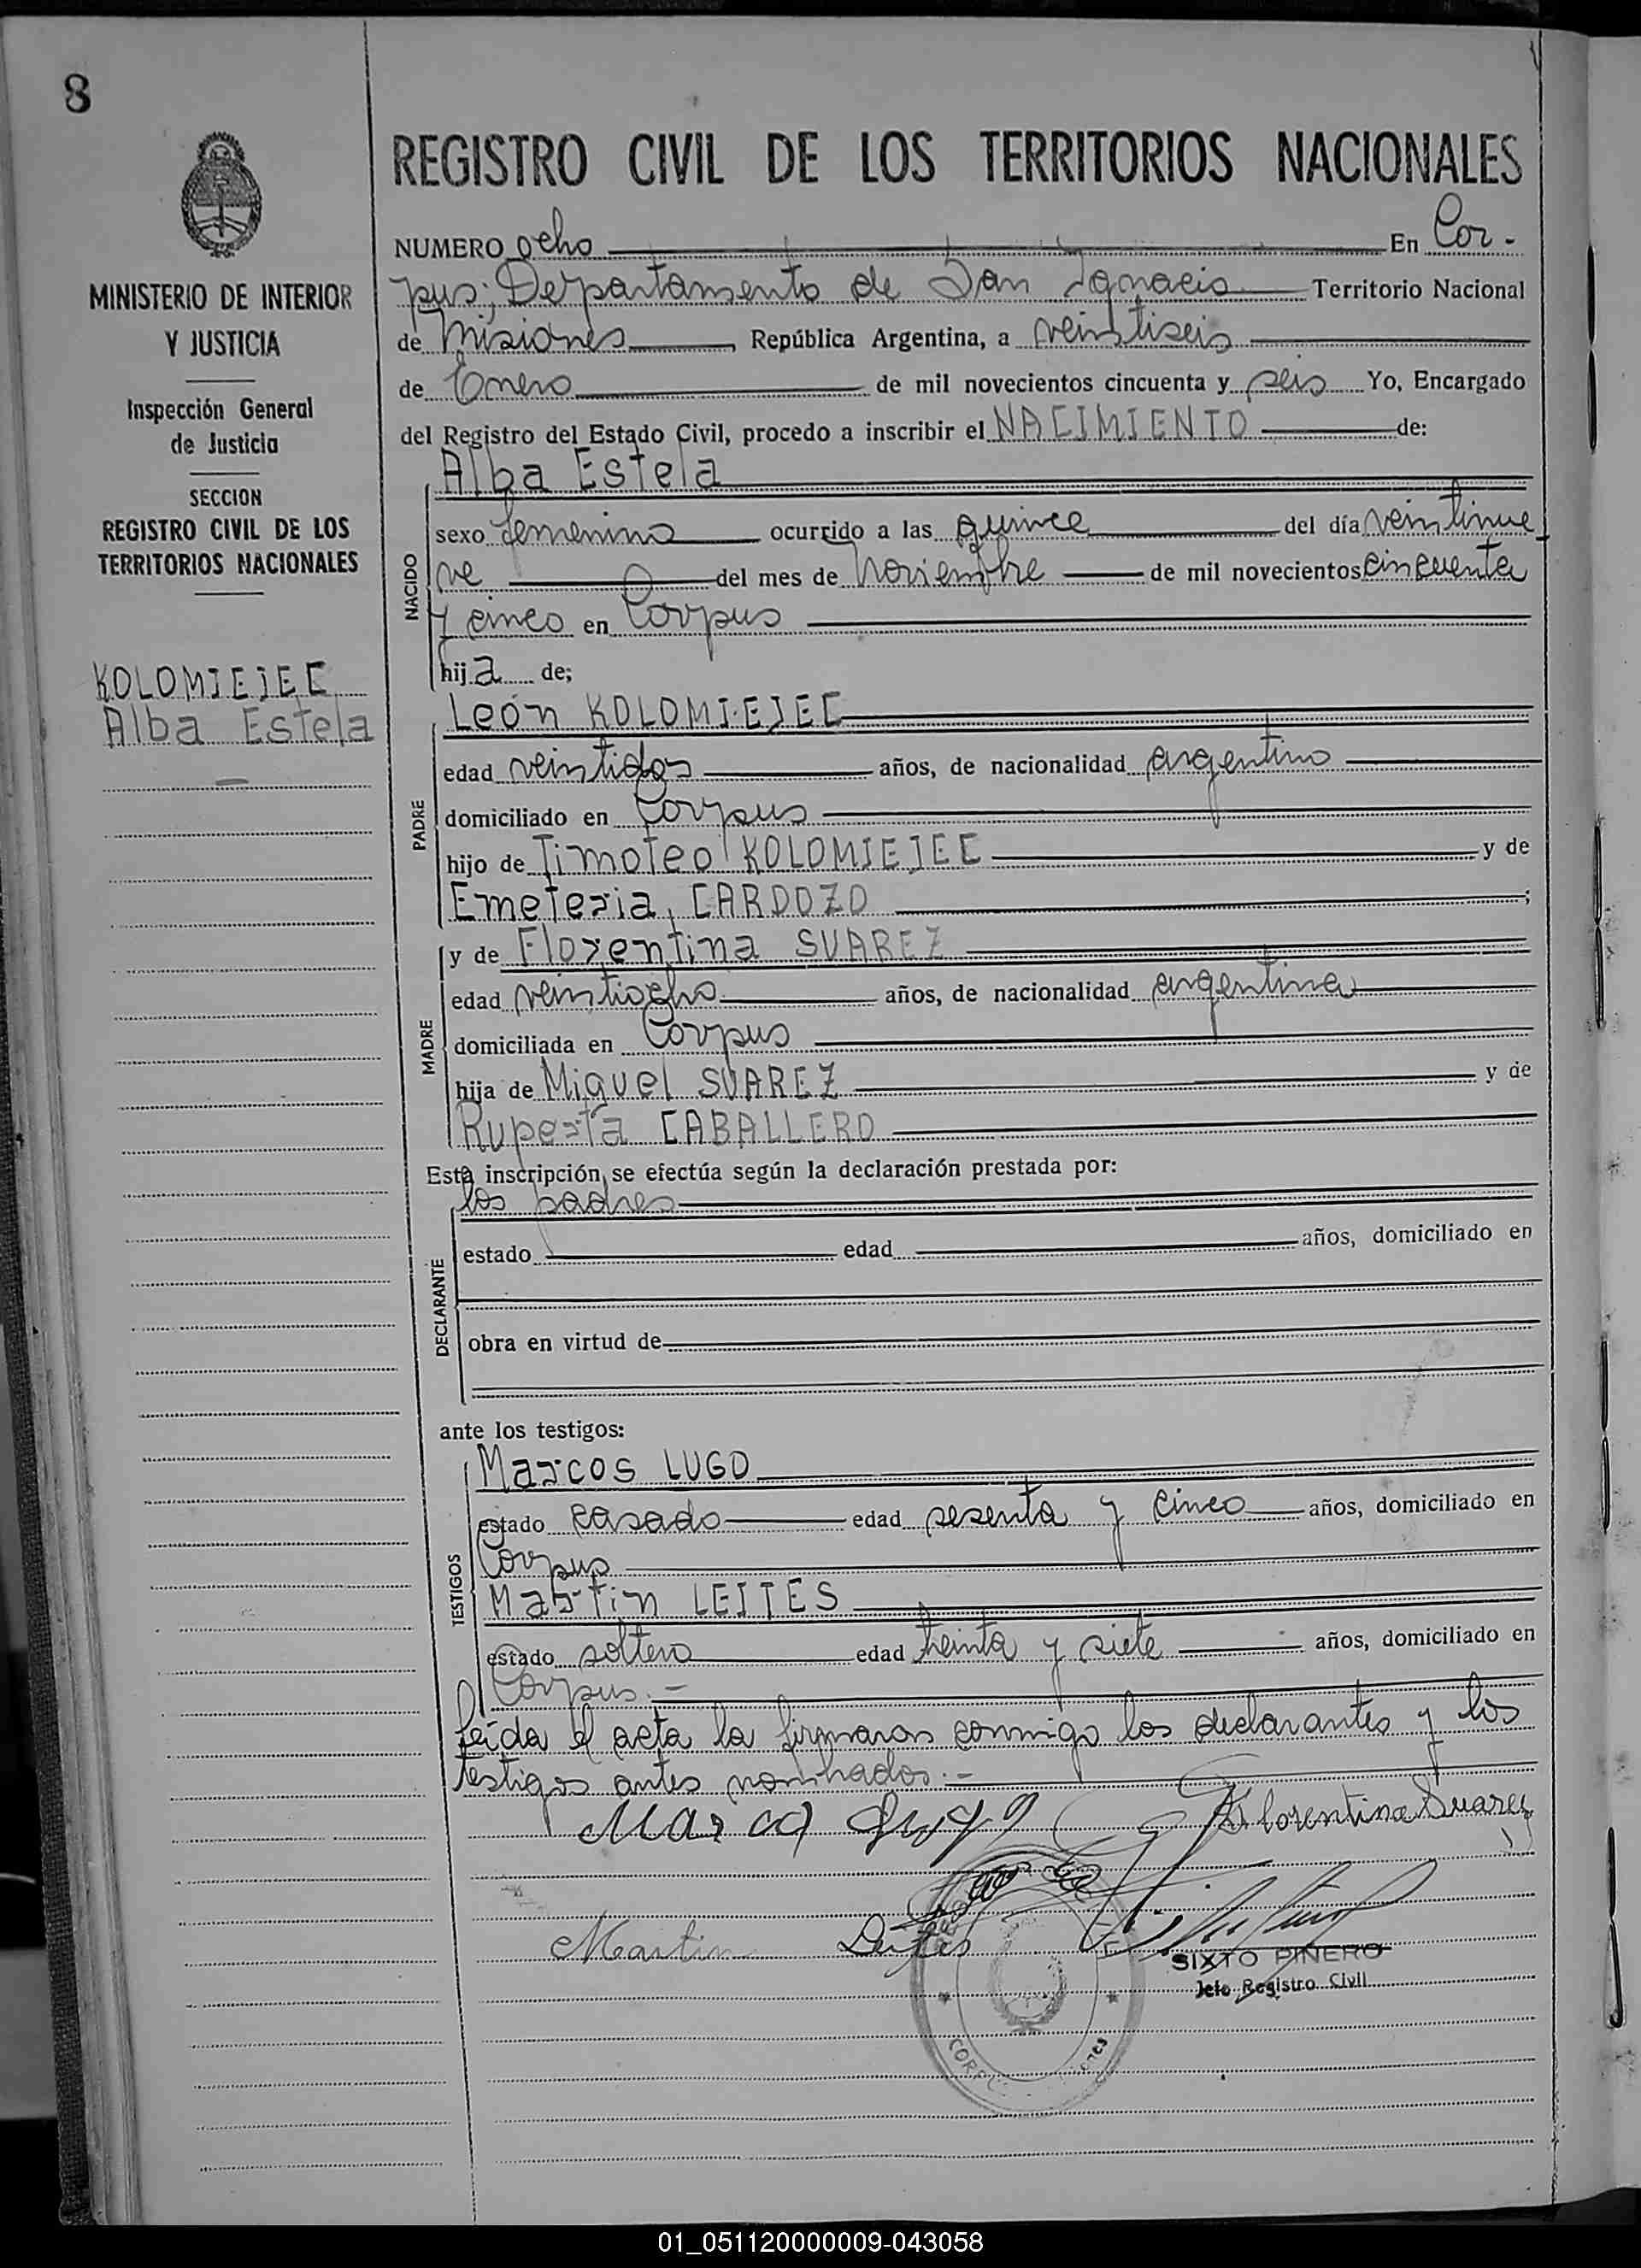 8
MINISTERIO DE INTERIOR
Y JUSTICIA
Inspección General
de Justicia
SECCION
REGISTRO CIVIL DE LOS
TERRITORIOS NACIONALES
KOLOMIEJEC
Alba Estela
REGISTRO CIVIL DE LOS TERRITORIOS NACIONALES
NUMERO ocho En Cor-
pus; Departamento de San Ignacio Territorio Nacional
de Misiones, República Argentina, a veintiseis
de Enero de mil novecientos cincuenta y seis Yo, Encargado
del Registro del Estado Civil, procedo a inscribir el NACIMIENTO de:
Alba Estela
NACIDO
sexo femenino ocurrido a las quince del día veintinue
ve del mes de Noviembre de mil novecientos cincuenta
y cinco en Corpus
hija de;
León KOLOMIEJEC
PADRE
edad veintidos años, de nacionalidad argentino
domiciliado en Corpus
hijo de Timoteo KOLOMIEJEC y de
Emeteria CARDOZO ;
y de Florentina SUAREZ
MADRE
edad veintiocho años, de nacionalidad argentina
domiciliada en Corpus
hija de Miguel SUAREZ y de
Ruperta CABALLERO
Esta inscripción se efectúa según la declaración prestada por:
los padres
DECLARANTE
estado edad años, domiciliado en
obra en virtud de
ante los testigos:
Marcos LUGO
TESTIGOS
estado casado edad sesenta y cinco años, domiciliado en
Corpus
Martin LEITES
estado soltero edad treinta y siete años, domiciliado en
Corpus.-
Leida el acta la firmaron conmigo los declarantes y los
testigos antes nombrados.-
Marcos Lugo Florentina Suarez
Martin Leites
SIXTO PIÑERO
Jefe Registro Civil
01_051120000009-043058